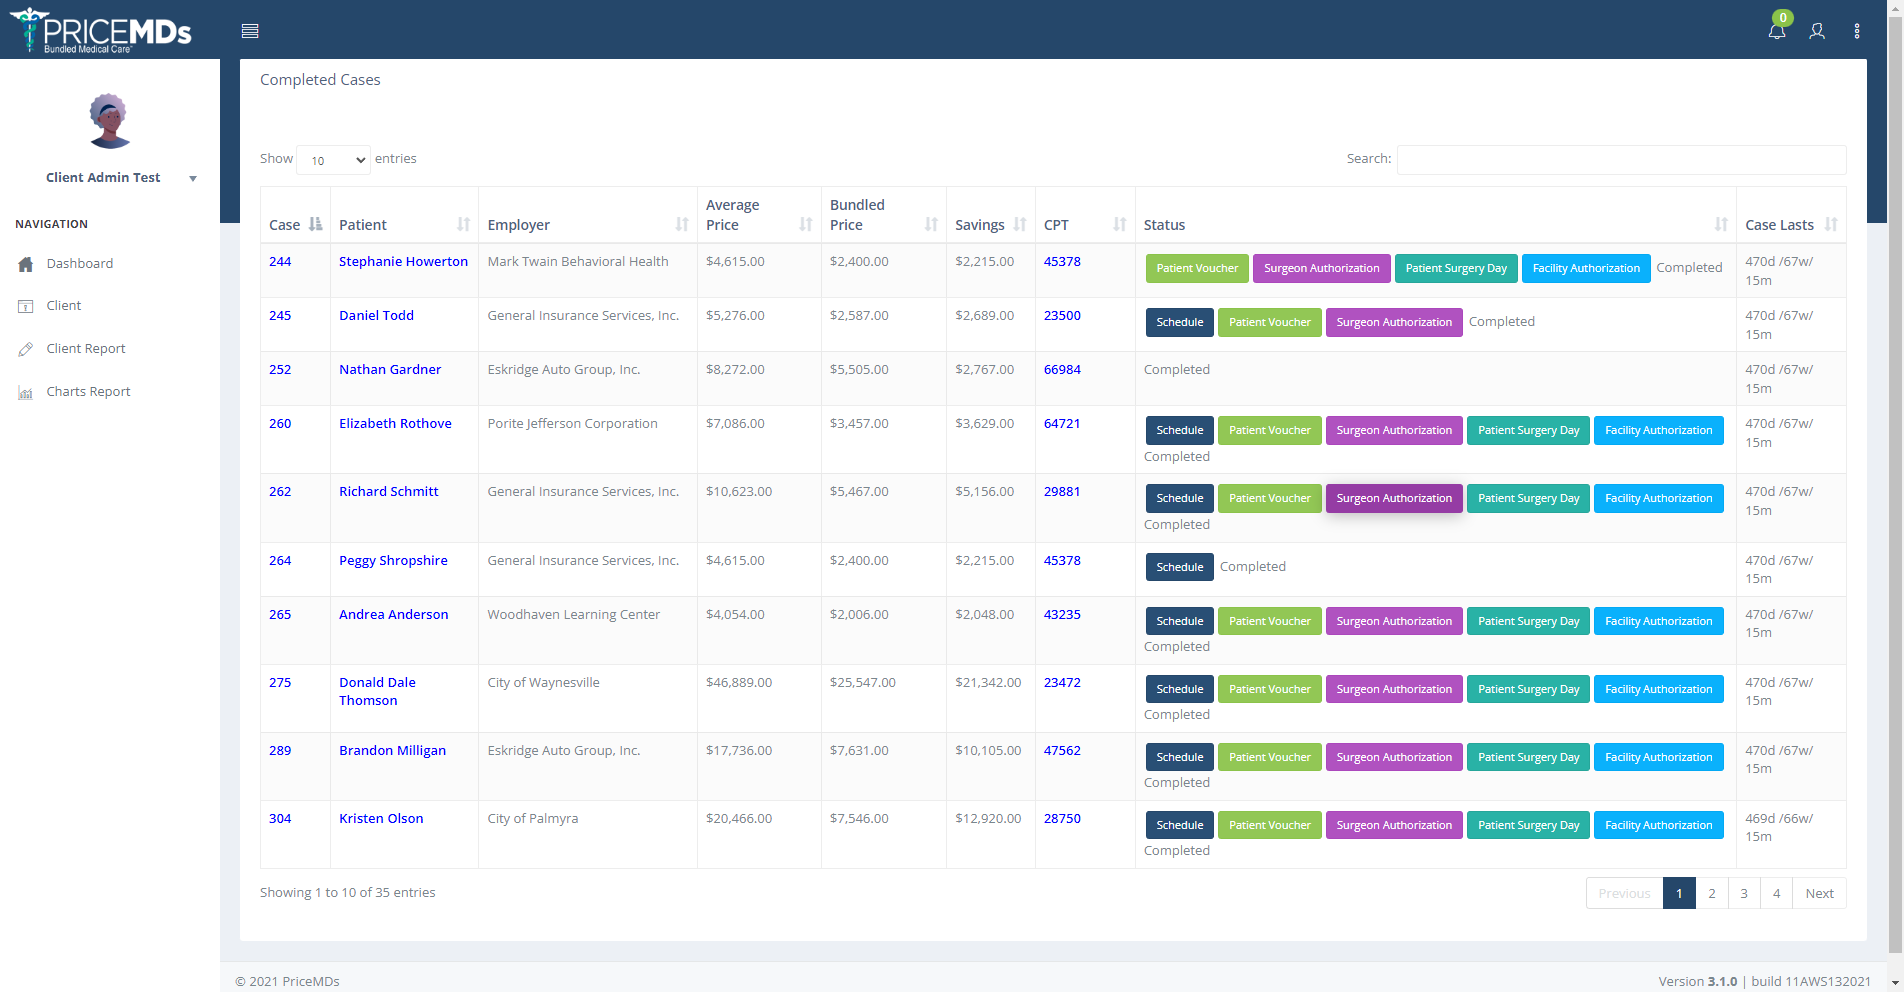 PRICEMDs
Bundled Medical Care
0
Client Admin Test
NAVIGATION
Dashboard
Client
Client Report
Charts Report
Completed Cases
Show 10 entries
Search:
Case Patient Employer Average Price Bundled Price Savings CPT Status Case Lasts
244 Stephanie Howerton Mark Twain Behavioral Health $4,615.00 $2,400.00 $2,215.00 45378 Patient Voucher Surgeon Authorization Patient Surgery Day Facility Authorization Completed 470d /67w/ 15m
245 Daniel Todd General Insurance Services, Inc. $5,276.00 $2,587.00 $2,689.00 23500 Schedule Patient Voucher Surgeon Authorization Completed 470d /67w/ 15m
252 Nathan Gardner Eskridge Auto Group, Inc. $8,272.00 $5,505.00 $2,767.00 66984 Completed 470d /67w/ 15m
260 Elizabeth Rothove Porite Jefferson Corporation $7,086.00 $3,457.00 $3,629.00 64721 Schedule Patient Voucher Surgeon Authorization Patient Surgery Day Facility Authorization Completed 470d /67w/ 15m
262 Richard Schmitt General Insurance Services, Inc. $10,623.00 $5,467.00 $5,156.00 29881 Schedule Patient Voucher Surgeon Authorization Patient Surgery Day Facility Authorization Completed 470d /67w/ 15m
264 Peggy Shropshire General Insurance Services, Inc. $4,615.00 $2,400.00 $2,215.00 45378 Schedule Completed 470d /67w/ 15m
265 Andrea Anderson Woodhaven Learning Center $4,054.00 $2,006.00 $2,048.00 43235 Schedule Patient Voucher Surgeon Authorization Patient Surgery Day Facility Authorization Completed 470d /67w/ 15m
275 Donald Dale Thomson City of Waynesville $46,889.00 $25,547.00 $21,342.00 23472 Schedule Patient Voucher Surgeon Authorization Patient Surgery Day Facility Authorization Completed 470d /67w/ 15m
289 Brandon Milligan Eskridge Auto Group, Inc. $17,736.00 $7,631.00 $10,105.00 47562 Schedule Patient Voucher Surgeon Authorization Patient Surgery Day Facility Authorization Completed 470d /67w/ 15m
304 Kristen Olson City of Palmyra $20,466.00 $7,546.00 $12,920.00 28750 Schedule Patient Voucher Surgeon Authorization Patient Surgery Day Facility Authorization Completed 469d /66w/ 15m
Showing 1 to 10 of 35 entries
Previous 1 2 3 4 Next
© 2021 PriceMDs
Version 3.1.0 | build 11AWS132021